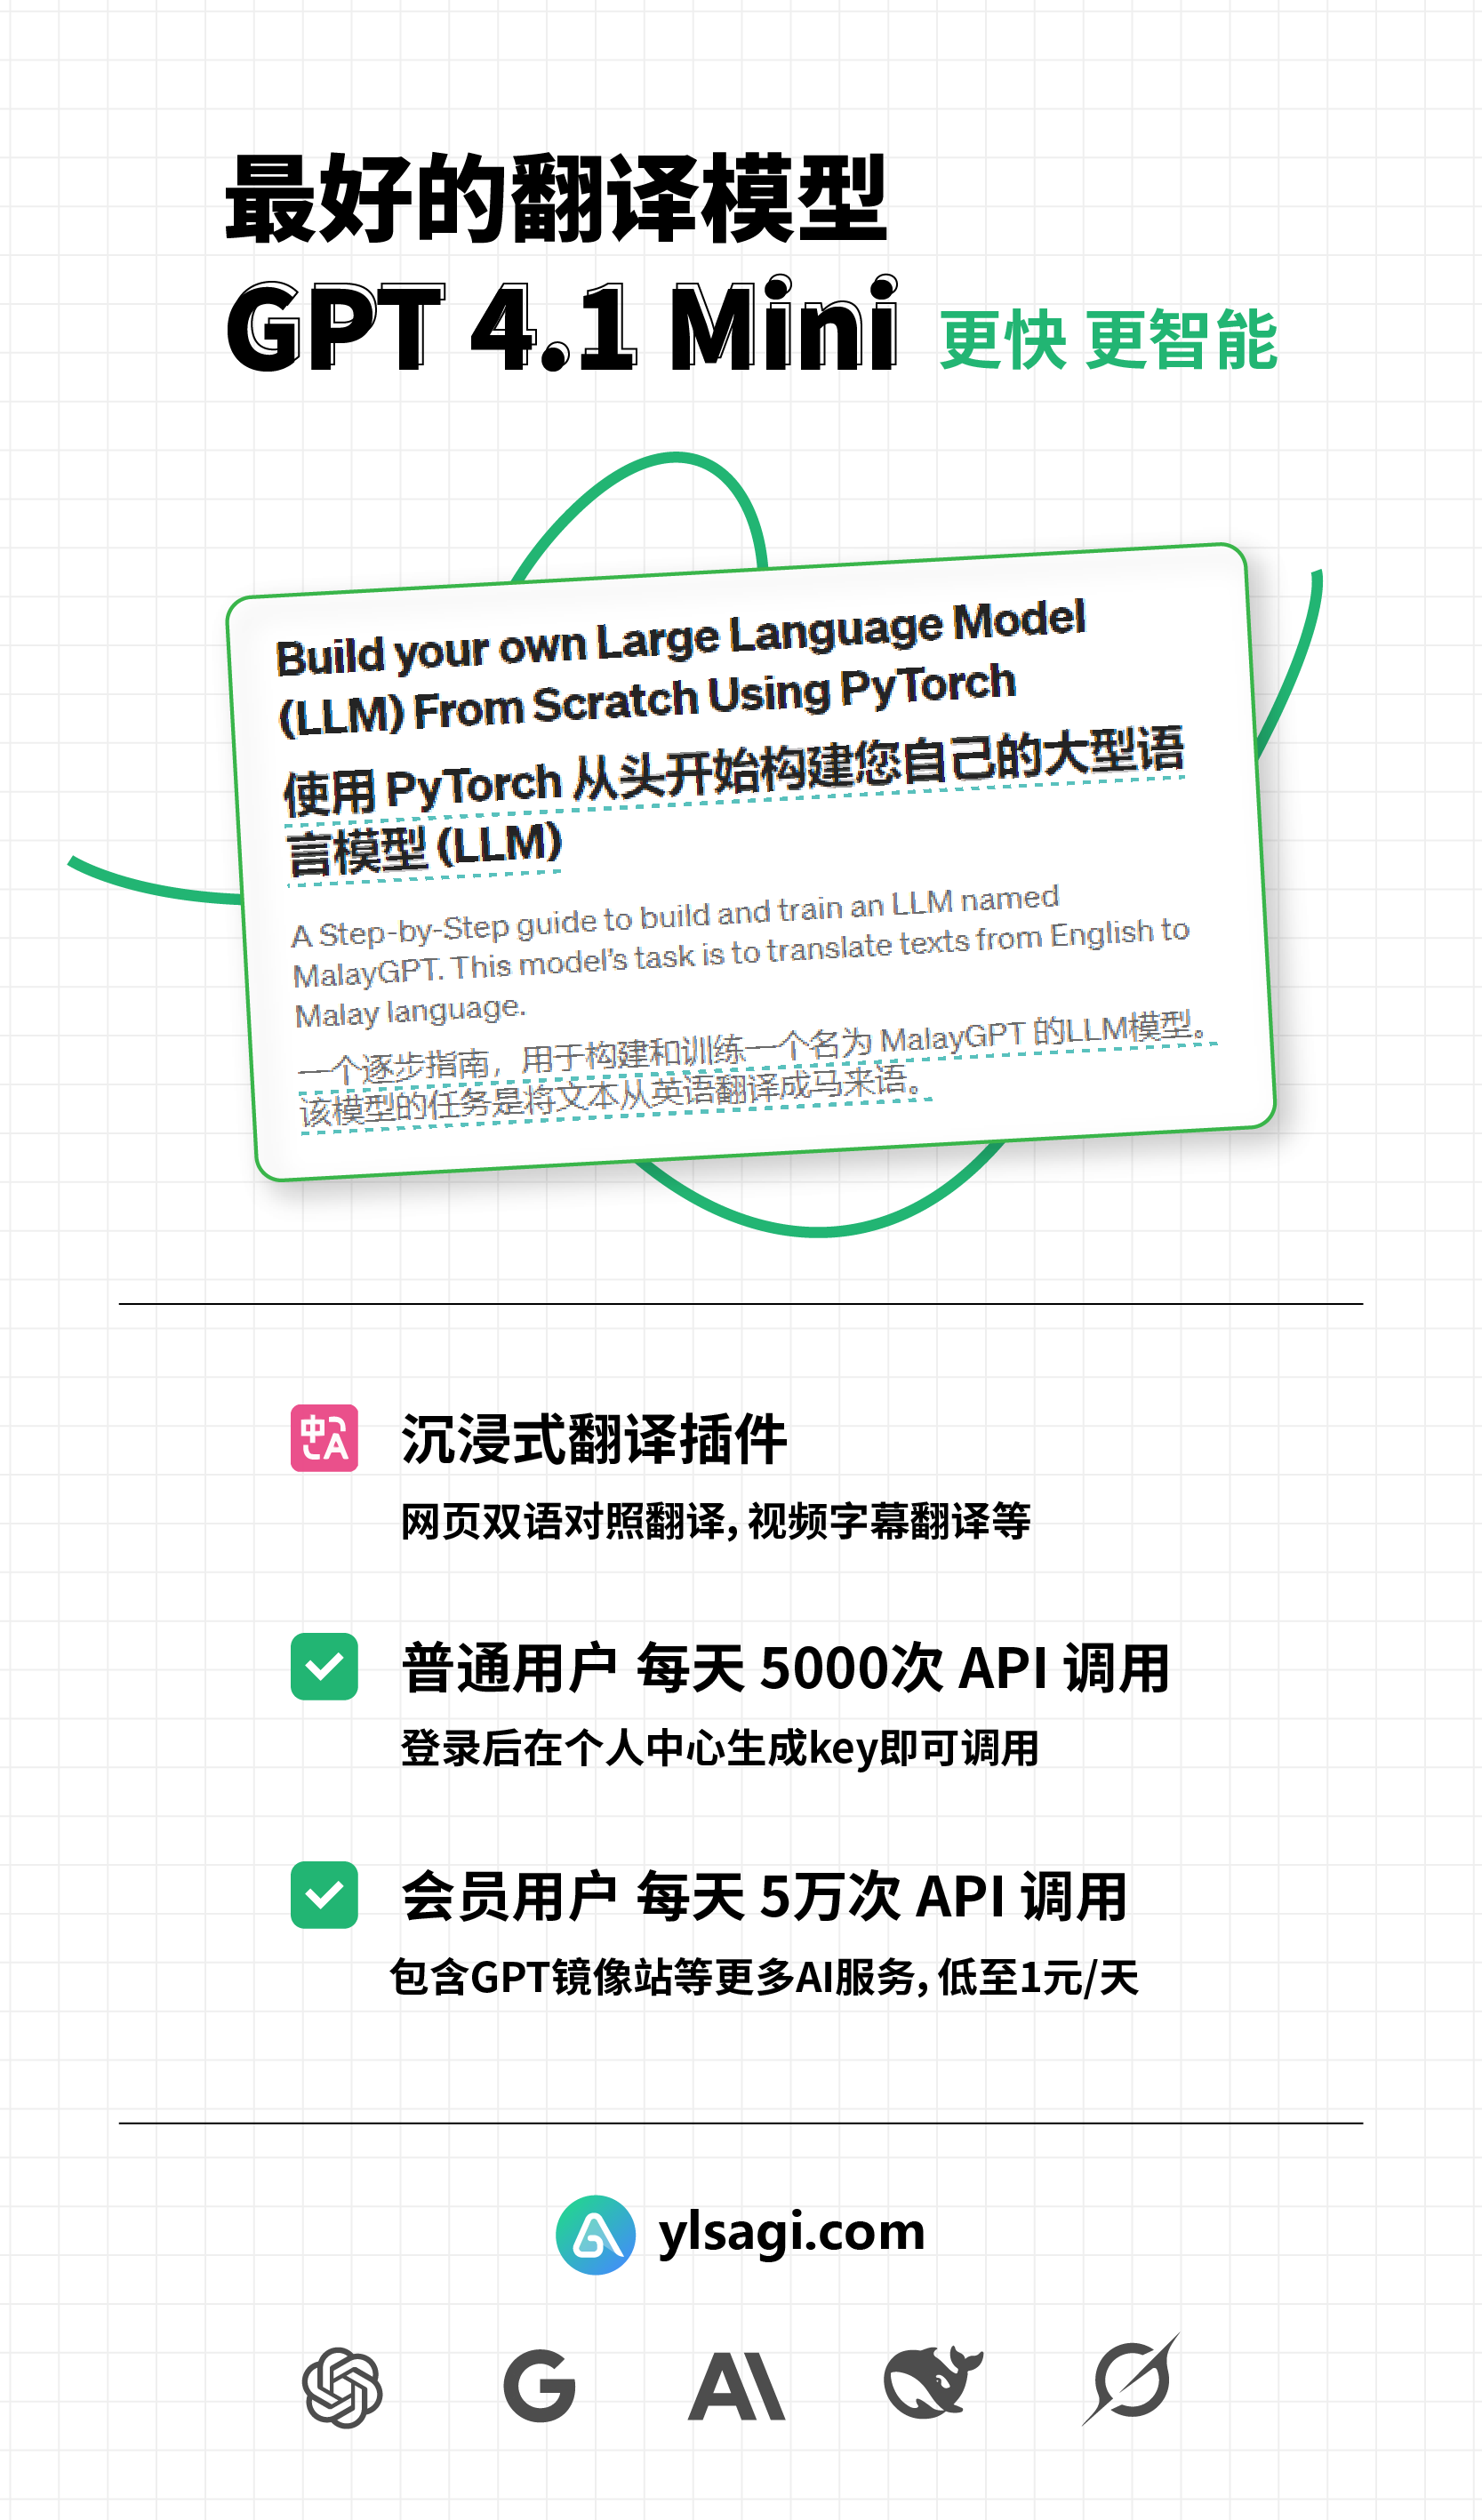 最好的翻译模型
GPT 4.1 Mini 更快 更智能
Build your own Large Language Model
(LLM) From Scratch Using PyTorch
使用 PyTorch 从头开始构建您自己的大型语
言模型 (LLM)
A Step-by-Step guide to build and train an LLM named
MalayGPT. This model’s task is to translate texts from English to
Malay language.
一个逐步指南，用于构建和训练一个名为 MalayGPT 的LLM模型。
该模型的任务是将文本从英语翻译成马来语。
中A 沉浸式翻译插件
网页双语对照翻译，视频字幕翻译等
普通用户 每天 5000次 API 调用
登录后在个人中心生成key即可调用
会员用户 每天 5万次 API 调用
包含GPT镜像站等更多AI服务，低至1元/天
ylsagi.com